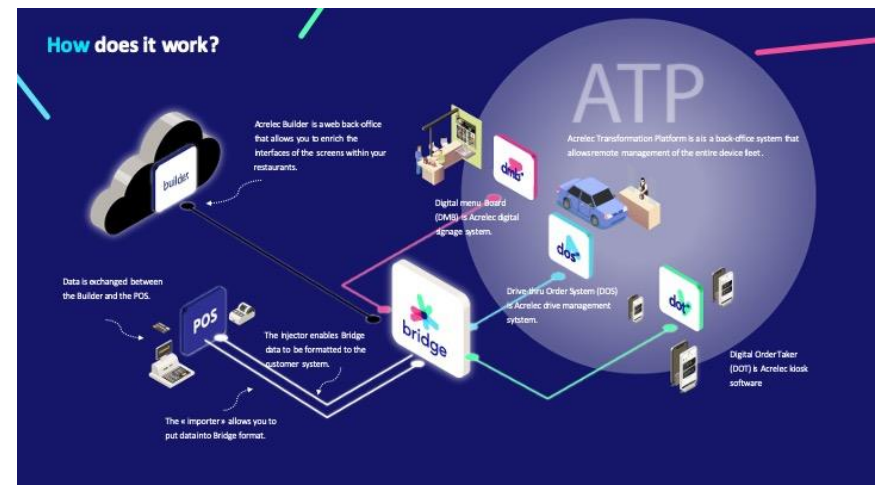 How does it work?
ATP
Acrelec Builder is a web back-office
that allows you to enrich the
interfaces of the screens within your
restaurants.
Acrelec Transformation Platform is a is a back-office system that
allows remote management of the entire device fleet.
builder
dmb
Digital menu Board
(DMB) is Acrelec digital
signage system.
dos
Data is exchanged between
the Builder and the POS.
Drive-thru Order System (DOS)
is Acrelec drive management
sytstem.
dot
POS
bridge
The injector enables Bridge
data to be formatted to the
customer system.
Digital Order Taker
(DOT) is Acrelec kiosk
software
The « importer » allows you to
put data into Bridge format.